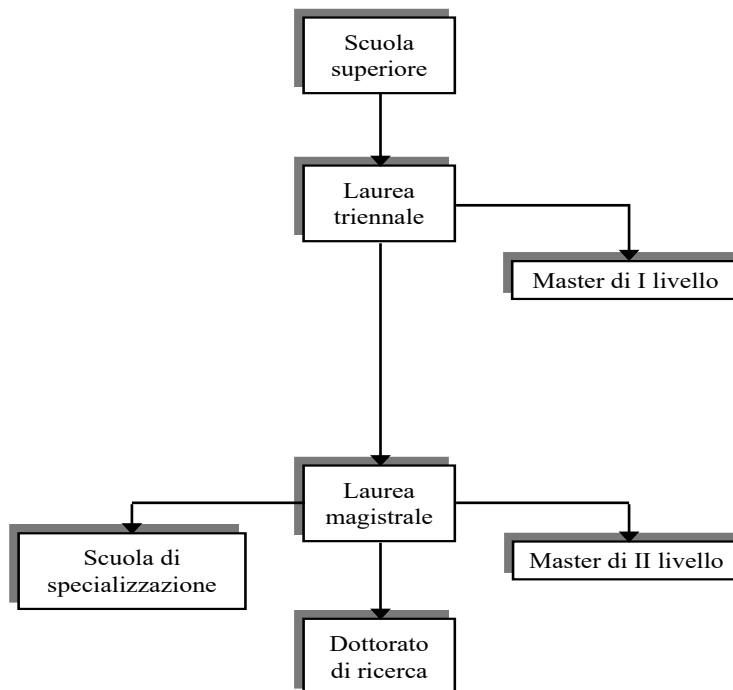 Scuola
superiore
Laurea
triennale
Master di I livello
Laurea
magistrale
Scuola di
specializzazione
Master di II livello
Dottorato
di ricerca